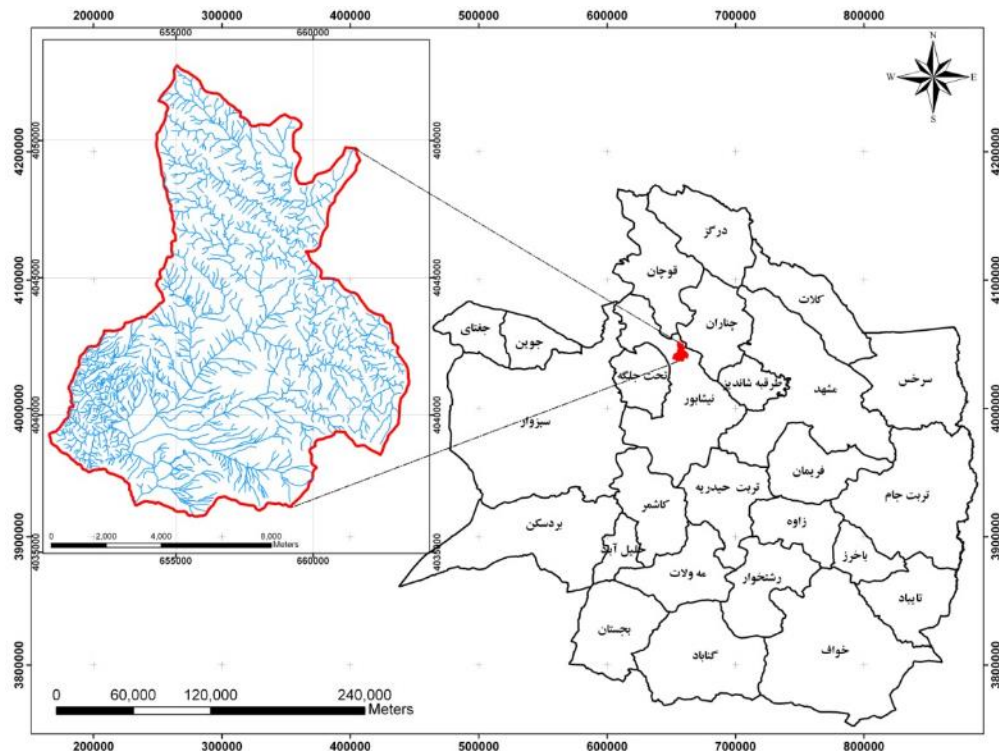 200000 300000 400000 500000 600000 700000 800000
655000 660000
N
W E
S
4200000 4050000 4200000
درگز
قوچان
کلات
4100000 4045000 4100000
چناران
جغتای
جوین
سرخس
تخت جلگه
طرقبه شاندیز
مشهد
نیشابور
4000000 4040000 4000000
سبزوار
فریمان
تربت حیدریه
تربت جام
کاشمر
بردسکن
زاوه
0 2,000 4,000 8,000
Meters
3900000 4035000 3900000
655000 660000
خلیل آباد
باخرز
مه ولات
رشتخوار
تایباد
بجستان
گناباد
خواف
3800000 3800000
0 60,000 120,000 240,000
Meters
200000 300000 400000 500000 600000 700000 800000